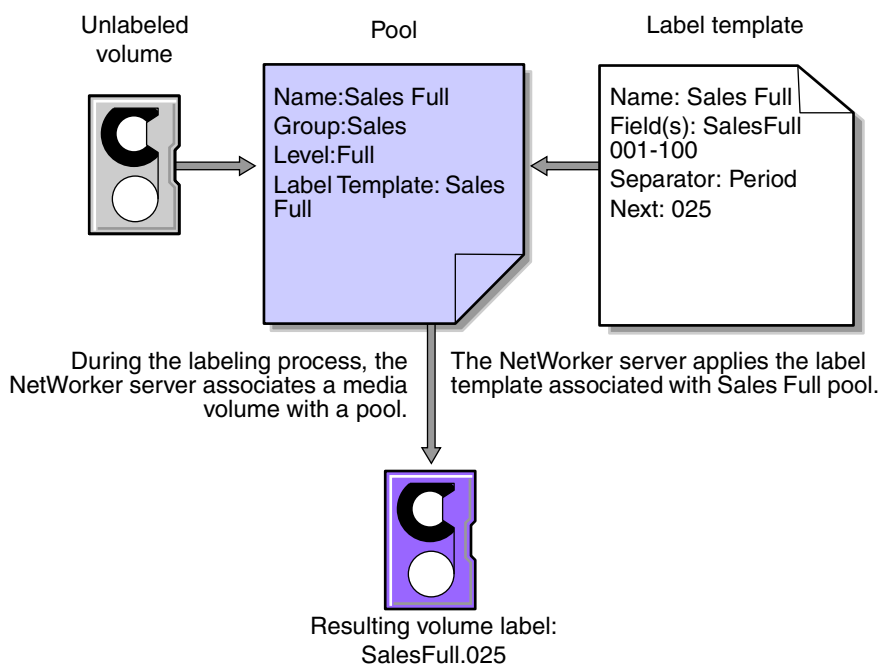 Unlabeled
volume
Pool
Label template
Name:Sales Full
Group:Sales
Level:Full
Label Template: Sales
Full
Name: Sales Full
Field(s): SalesFull
001-100
Separator: Period
Next: 025
During the labeling process, the
NetWorker server associates a media
volume with a pool.
The NetWorker server applies the label
template associated with Sales Full pool.
Resulting volume label:
SalesFull.025